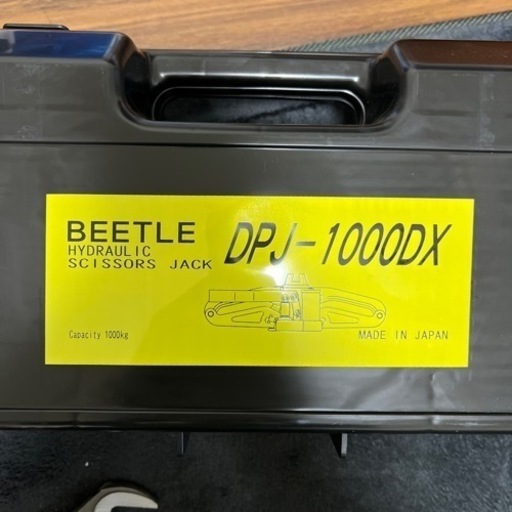 BEETLE
HYDRAULIC
SCISSORS JACK
DPJ-1000DX
Capacity 1000kg
MADE IN JAPAN